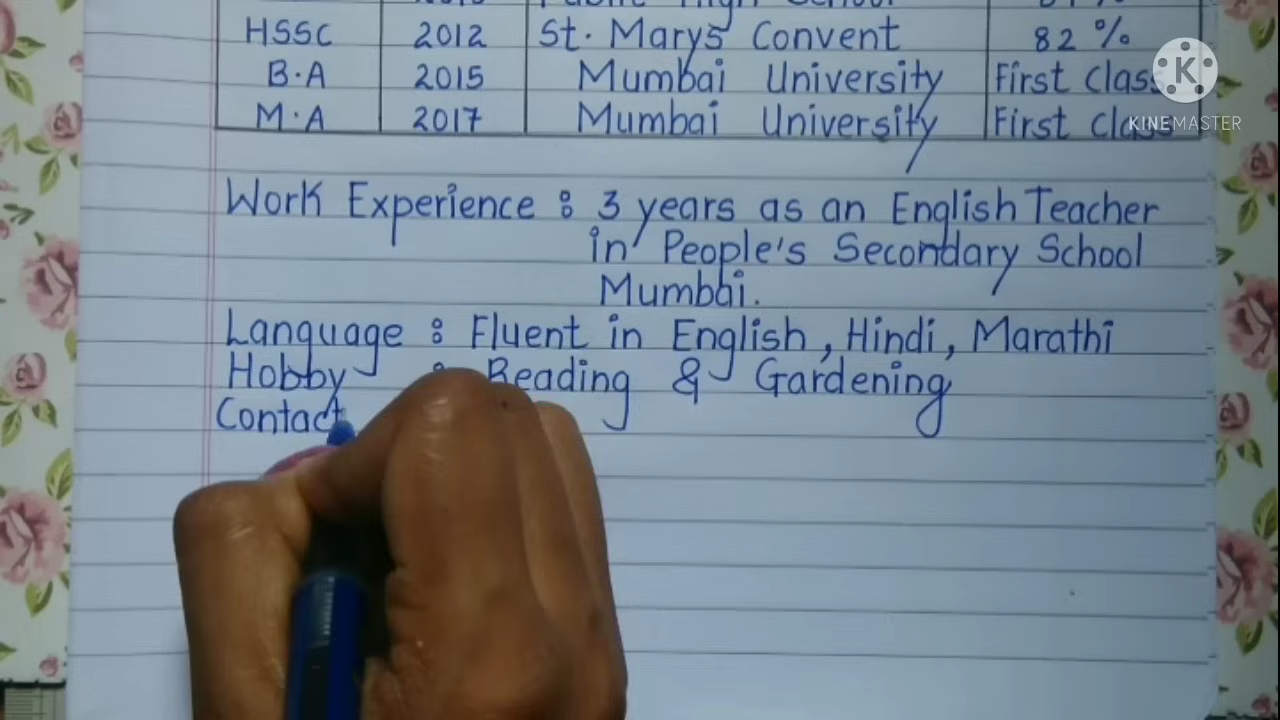 HSSC 2012 St. Marys Convent 82 %
B.A 2015 Mumbai University First Class
M.A 2017 Mumbai University First Class
KINEMASTER
Work Experience : 3 years as an English Teacher
in People's Secondary School
Mumbai.
Language : Fluent in English, Hindi, Marathi
Hobby : Reading & Gardening
Contact